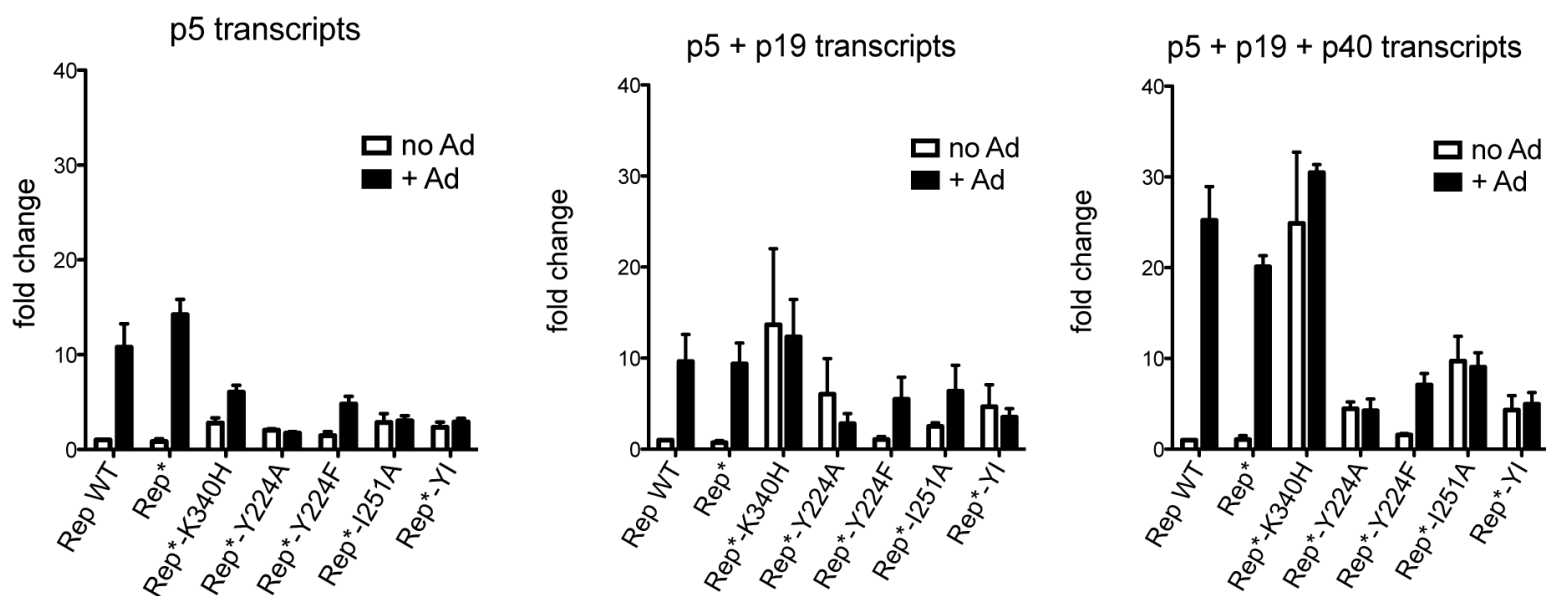 p5 transcripts
fold change
40
30
20
10
0
no Ad
+ Ad
Rep WT
Rep*
Rep*-K340H
Rep*-Y224A
Rep*-Y224F
Rep*-I251A
Rep*-YI
p5 + p19 transcripts
fold change
40
30
20
10
0
no Ad
+ Ad
Rep WT
Rep*
Rep*-K340H
Rep*-Y224A
Rep*-Y224F
Rep*-I251A
Rep*-YI
p5 + p19 + p40 transcripts
fold change
40
30
20
10
0
no Ad
+ Ad
Rep WT
Rep*
Rep*-K340H
Rep*-Y224A
Rep*-Y224F
Rep*-I251A
Rep*-YI